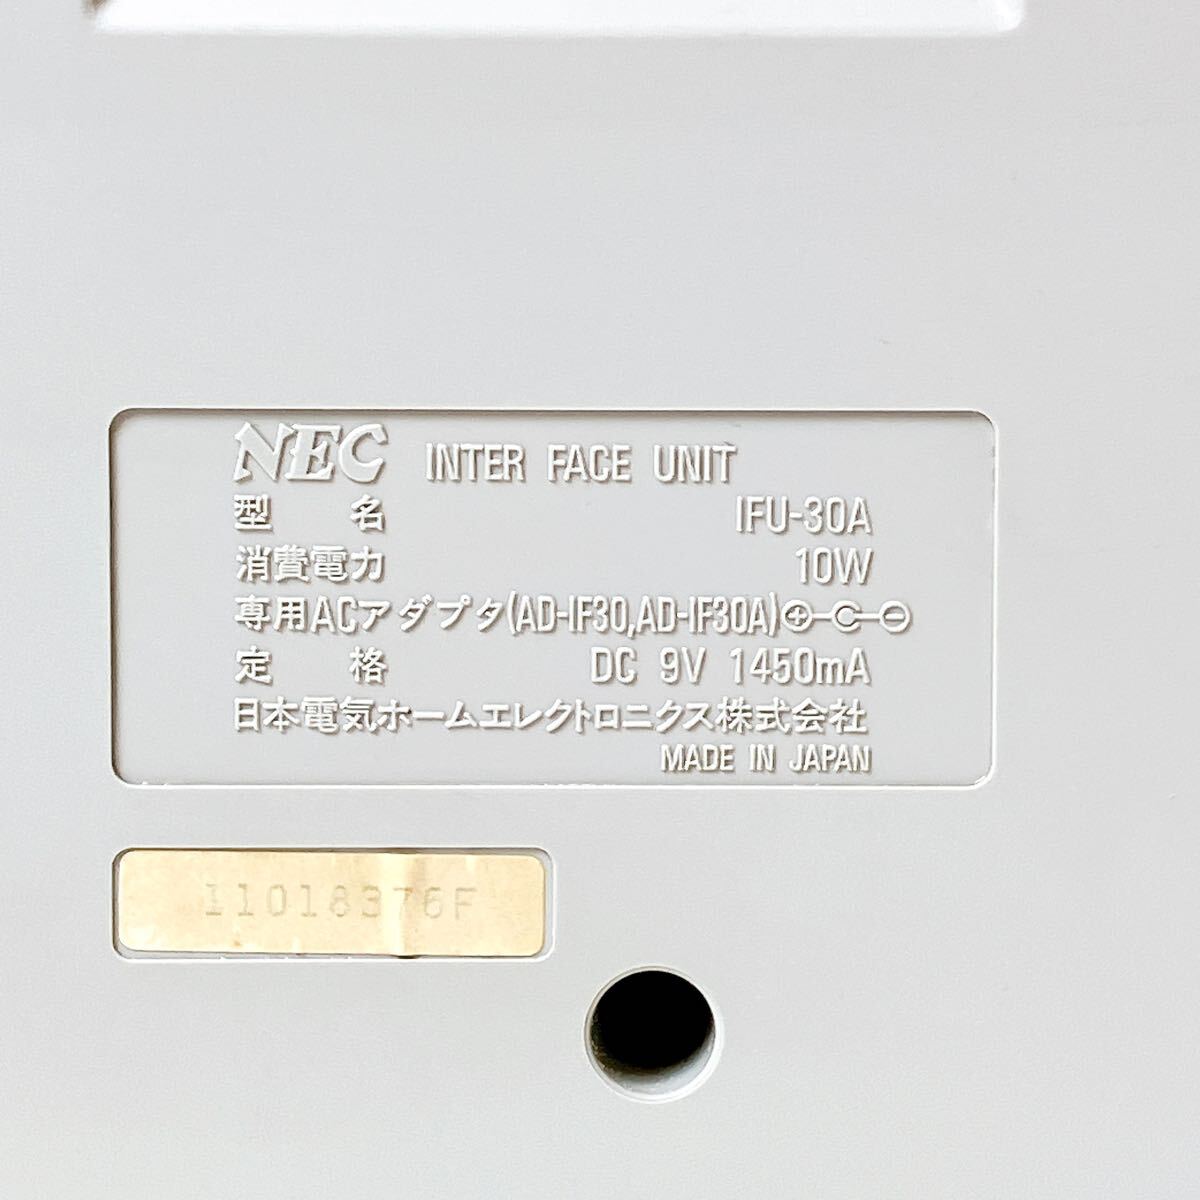 NEC INTER FACE UNIT
型名 IFU-30A
消費電力 10W
専用ACアダプタ(AD-IF30,AD-IF30A)⊕-C-⊖
定格 DC 9V 1450mA
日本電気ホームエレクトロニクス株式会社
MADE IN JAPAN
11018376F